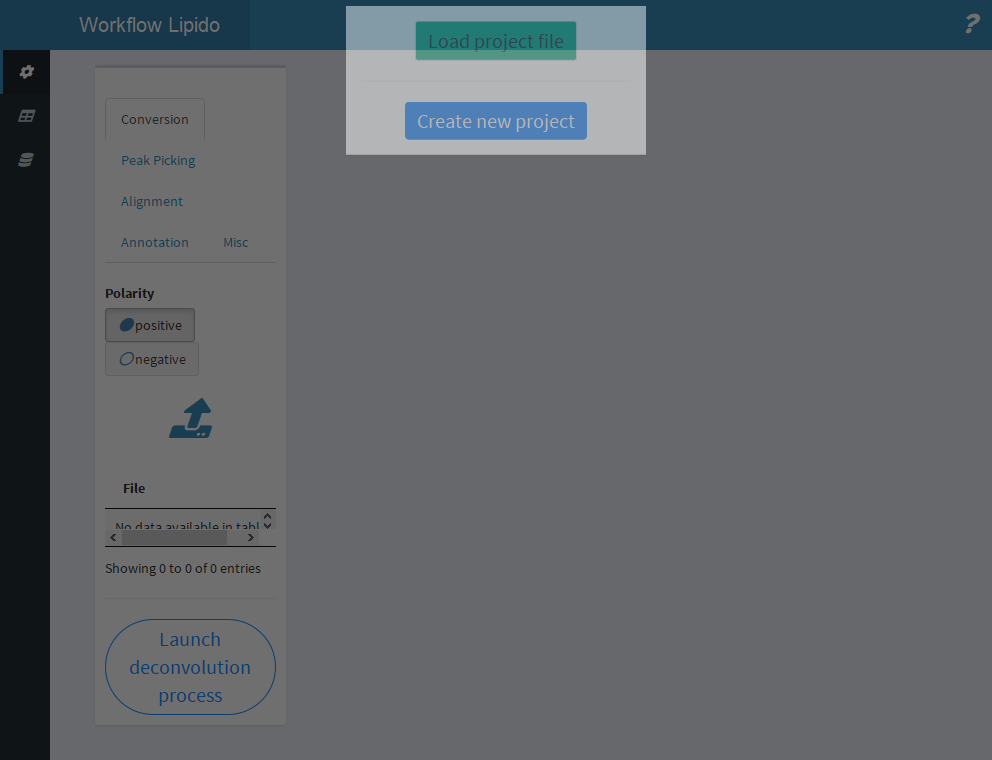 Workflow Lipido
?
Load project file
Create new project
Conversion
Peak Picking
Alignment
Annotation Misc
Polarity
positive
negative
File
No data available in tabl
Showing 0 to 0 of 0 entries
Launch
deconvolution
process